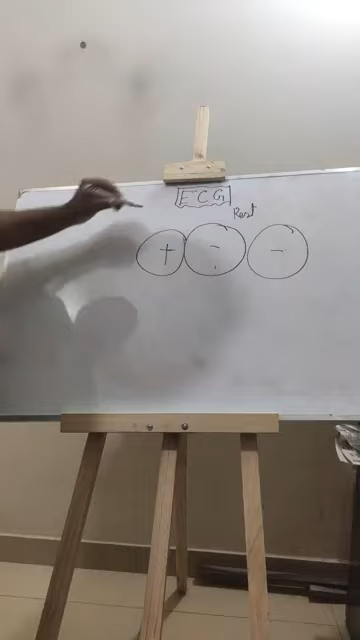 ECG
Rest
+ - -